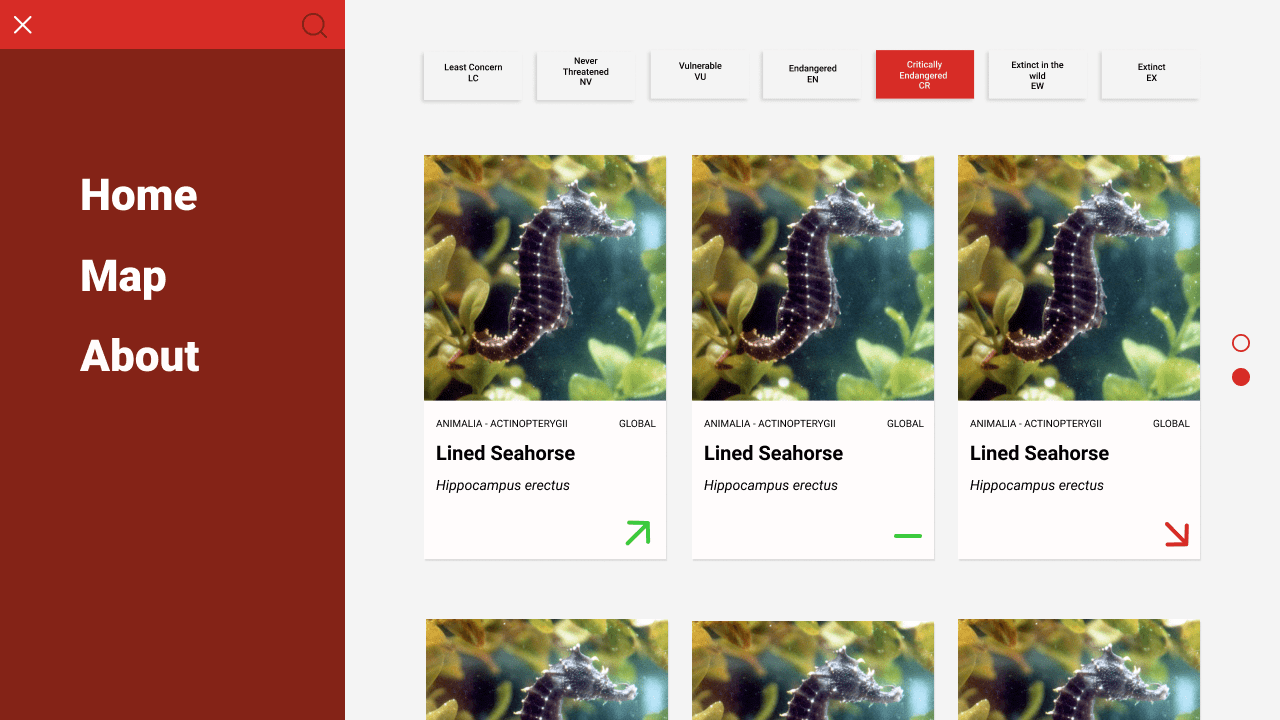 Home
Map
About
Least Concern
LC
Never
Threatened
NV
Vulnerable
VU
Endangered
EN
Critically
Endangered
CR
Extinct in the
wild
EW
Extinct
EX
ANIMALIA - ACTINOPTERYGII GLOBAL
Lined Seahorse
Hippocampus erectus
ANIMALIA - ACTINOPTERYGII GLOBAL
Lined Seahorse
Hippocampus erectus
ANIMALIA - ACTINOPTERYGII GLOBAL
Lined Seahorse
Hippocampus erectus